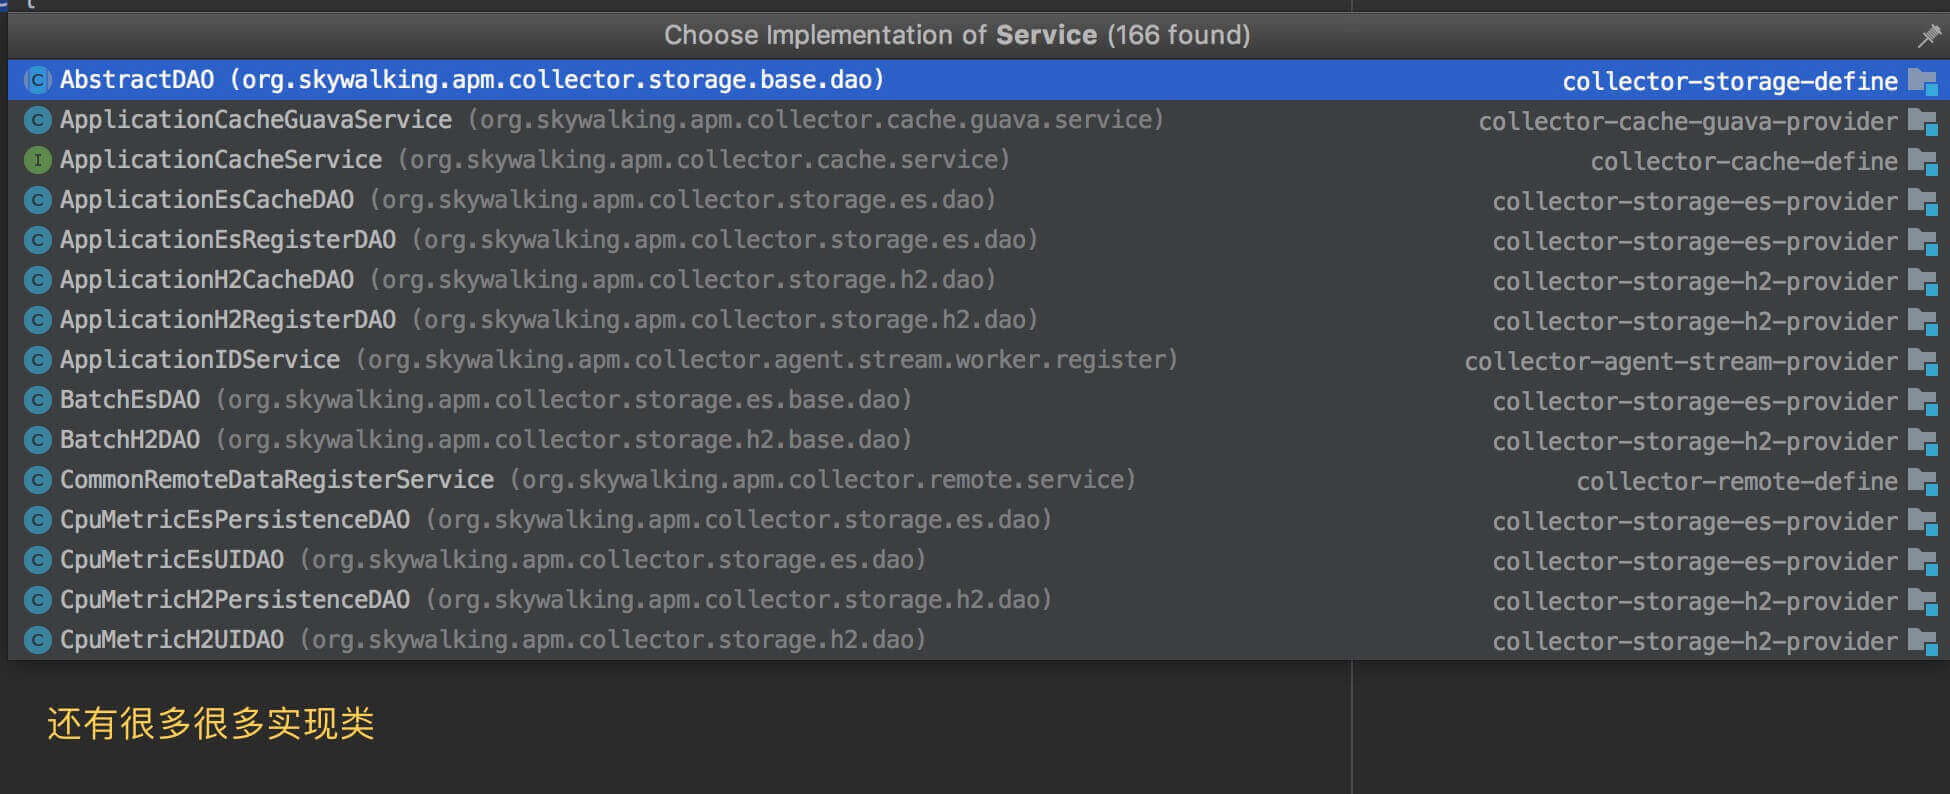 Choose Implementation of Service (166 found)
AbstractDAO (org.skywalking.apm.collector.storage.base.dao) collector-storage-define
ApplicationCacheGuavaService (org.skywalking.apm.collector.cache.guava.service) collector-cache-guava-provider
ApplicationCacheService (org.skywalking.apm.collector.cache.service) collector-cache-define
ApplicationEsCacheDAO (org.skywalking.apm.collector.storage.es.dao) collector-storage-es-provider
ApplicationEsRegisterDAO (org.skywalking.apm.collector.storage.es.dao) collector-storage-es-provider
ApplicationH2CacheDAO (org.skywalking.apm.collector.storage.h2.dao) collector-storage-h2-provider
ApplicationH2RegisterDAO (org.skywalking.apm.collector.storage.h2.dao) collector-storage-h2-provider
ApplicationIDService (org.skywalking.apm.collector.agent.stream.worker.register) collector-agent-stream-provider
BatchEsDAO (org.skywalking.apm.collector.storage.es.base.dao) collector-storage-es-provider
BatchH2DAO (org.skywalking.apm.collector.storage.h2.base.dao) collector-storage-h2-provider
CommonRemoteDataRegisterService (org.skywalking.apm.collector.remote.service) collector-remote-define
CpuMetricEsPersistenceDAO (org.skywalking.apm.collector.storage.es.dao) collector-storage-es-provider
CpuMetricEsUIDAO (org.skywalking.apm.collector.storage.es.dao) collector-storage-es-provider
CpuMetricH2PersistenceDAO (org.skywalking.apm.collector.storage.h2.dao) collector-storage-h2-provider
CpuMetricH2UIDAO (org.skywalking.apm.collector.storage.h2.dao) collector-storage-h2-provider
还有很多很多实现类